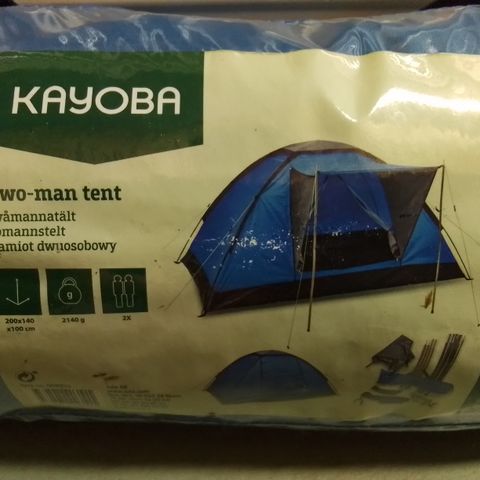 KAYOBA
wo-man tent
våmannatält
omannstelt
amiot dwuosobowy
200x140
x100 cm
g
2140 g
2X